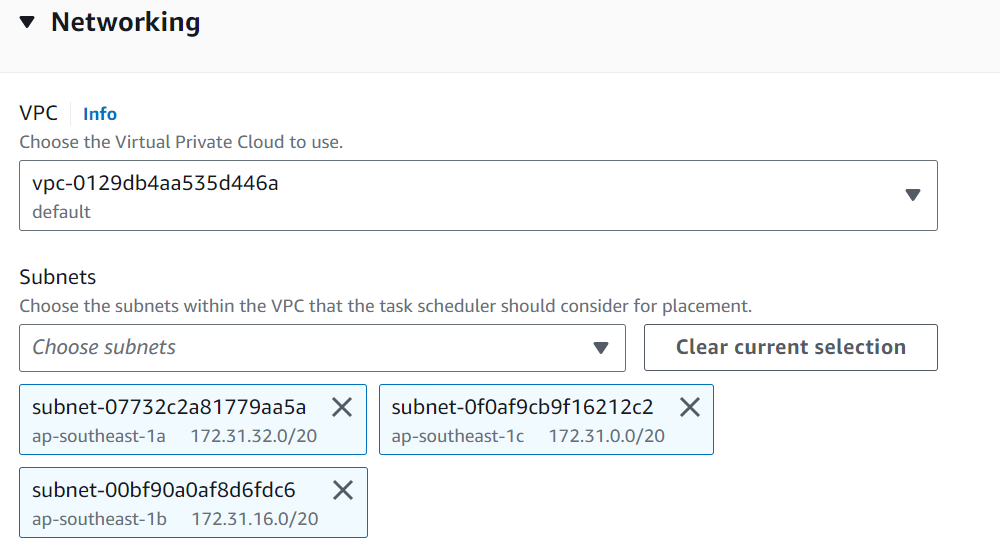 Networking
VPC Info
Choose the Virtual Private Cloud to use.
vpc-0129db4aa535d446a
default
Subnets
Choose the subnets within the VPC that the task scheduler should consider for placement.
Choose subnets
Clear current selection
subnet-07732c2a81779aa5a
ap-southeast-1a 172.31.32.0/20
subnet-0f0af9cb9f16212c2
ap-southeast-1c 172.31.0.0/20
subnet-00bf90a0af8d6fdc6
ap-southeast-1b 172.31.16.0/20